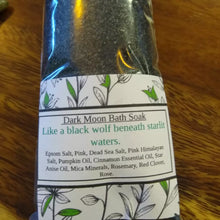 Dark Moon Bath Soak
Like a black wolf beneath starlit
waters.
Epsom Salt, Pink, Dead Sea Salt, Pink Himalayan
Salt, Pumpkin Oil, Cinnamon Essential Oil, Star
Anise Oil, Mica Minerals, Rosemary, Red Clover,
Rose.